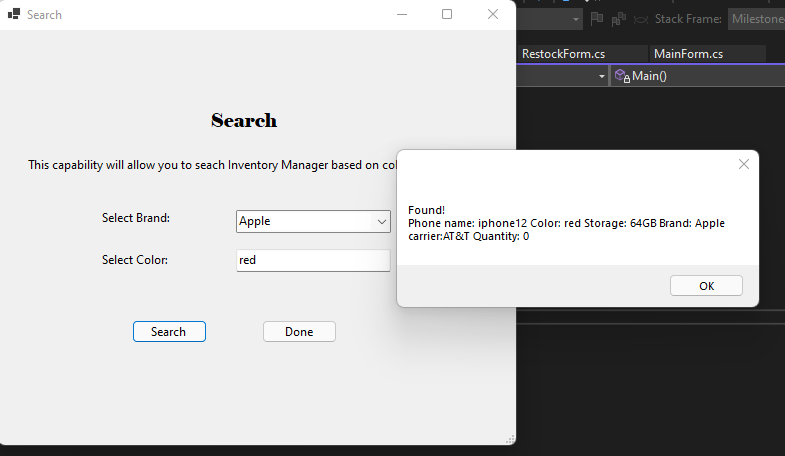 Search
Stack Frame:
Milestone
RestockForm.cs
MainForm.cs
Main()
Search
This capability will allow you to seach Inventory Manager based on
Select Brand:
Apple
Select Color:
red
Search
Done
Found!
Phone name: iphone12 Color: red Storage: 64GB Brand: Apple
carrier:AT&T Quantity: 0
OK